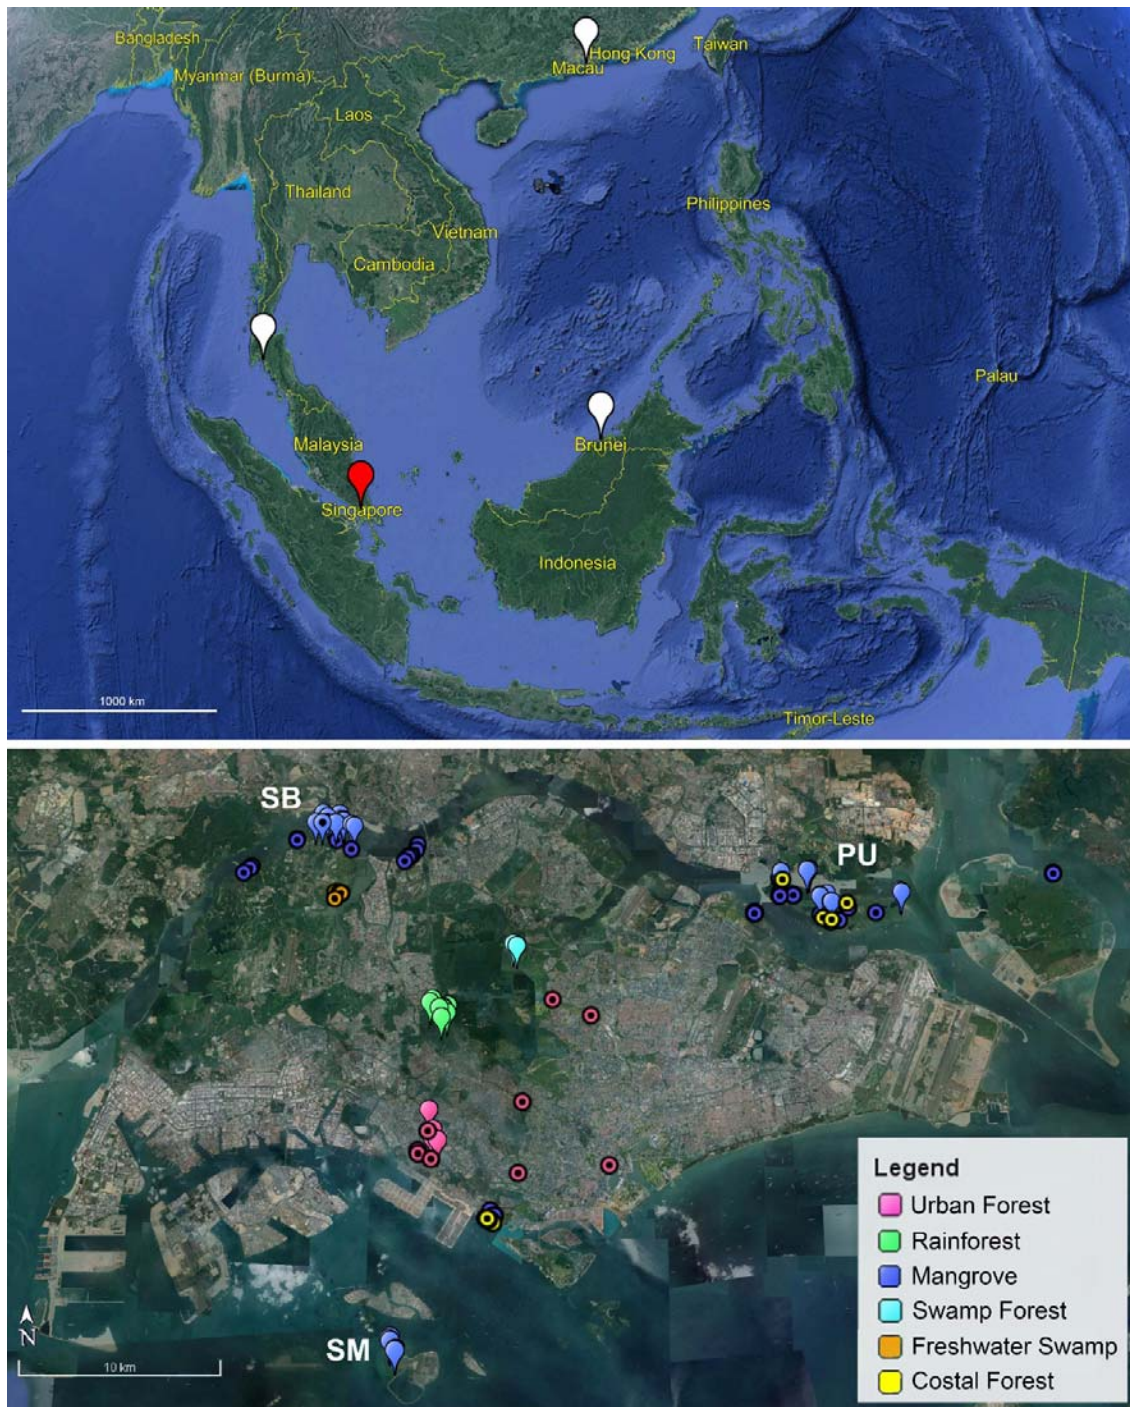 Bangladesh
Hong Kong
Taiwan
Macau
Myanmar (Burma)
Laos
Thailand
Philippines
Vietnam
Cambodia
Palau
Malaysia
Brunei
Singapore
Indonesia
1000 km
Timor-Leste
SB
PU
SM
N
10 km
Legend
Urban Forest
Rainforest
Mangrove
Swamp Forest
Freshwater Swamp
Costal Forest